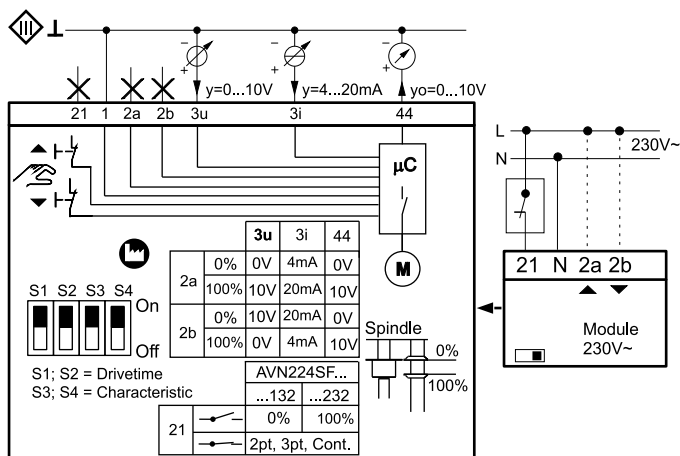 III
− − −
+ + +
y=0...10V y=4...20mA yo=0...10V
21 1 2a 2b 3u 3i 44
µC
M
L 230V~
N
21 N 2a 2b
Module
230V~
3u 3i 44
2a 0% 0V 4mA 0V
100% 10V 20mA 10V
2b 0% 10V 20mA 0V
100% 0V 4mA 10V
S1 S2 S3 S4
On
Off
S1; S2 = Drivetime
S3; S4 = Characteristic
Spindle
0%
100%
AVN224SF...
...132 ...232
21 0% 100%
2pt, 3pt, Cont.